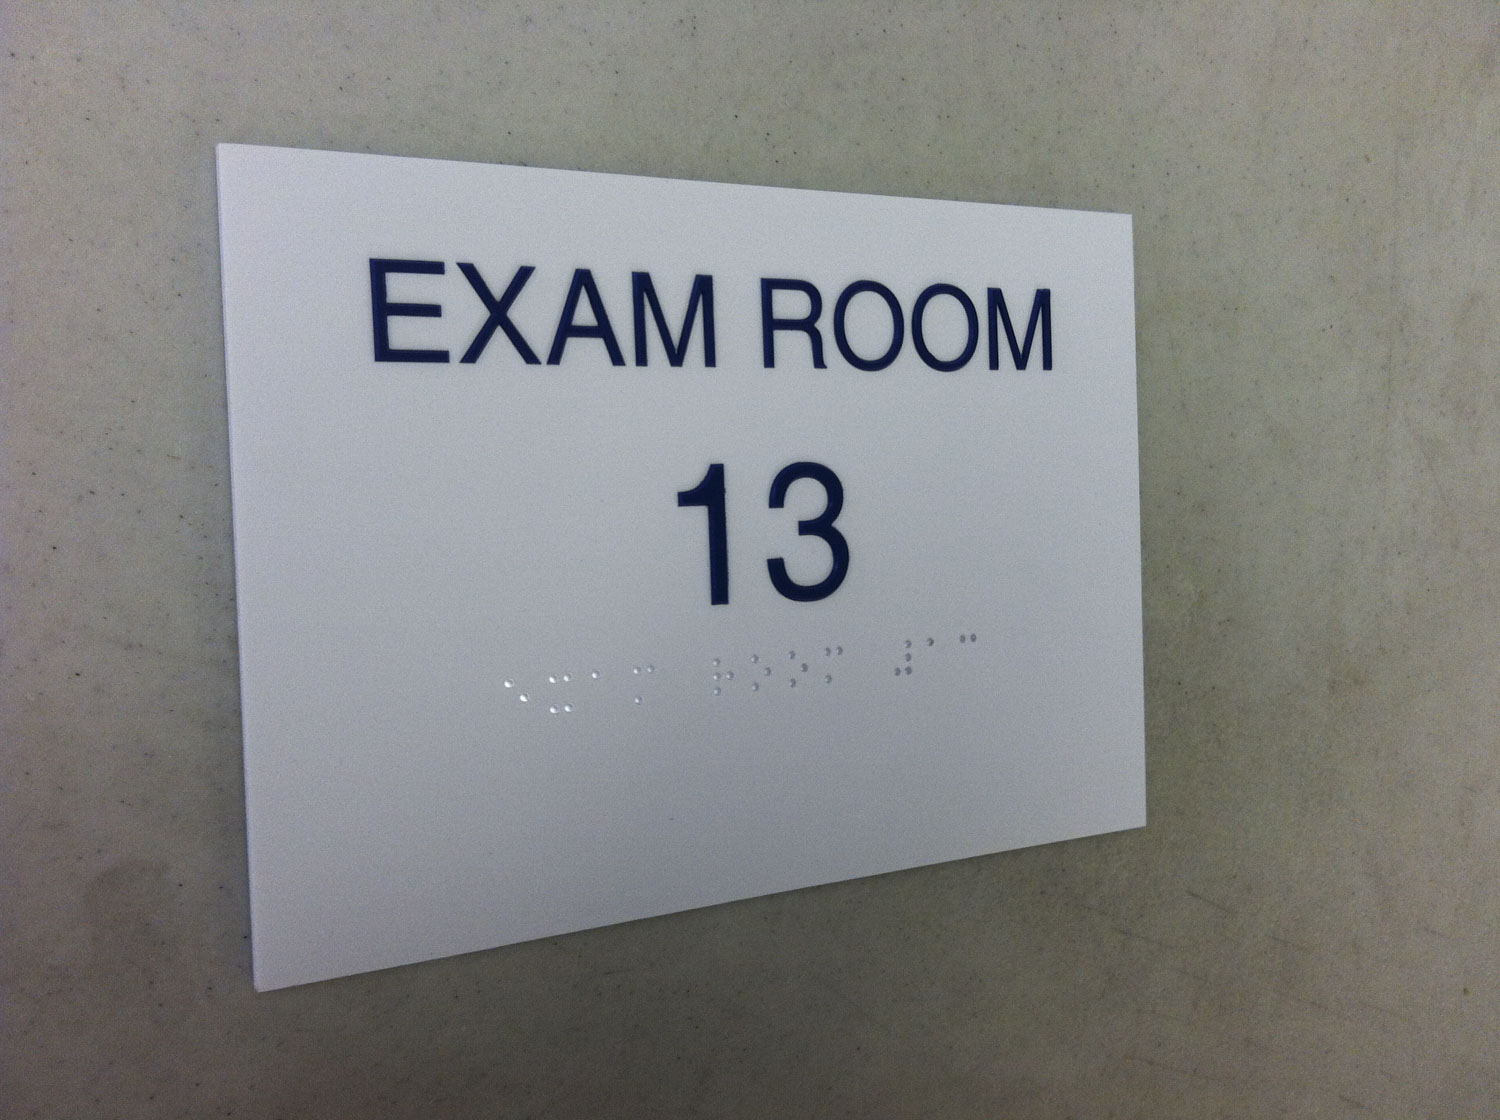 EXAM ROOM
13
⠑⠭⠁⠍ ⠗⠕⠕⠍ ⠼⠁⠉